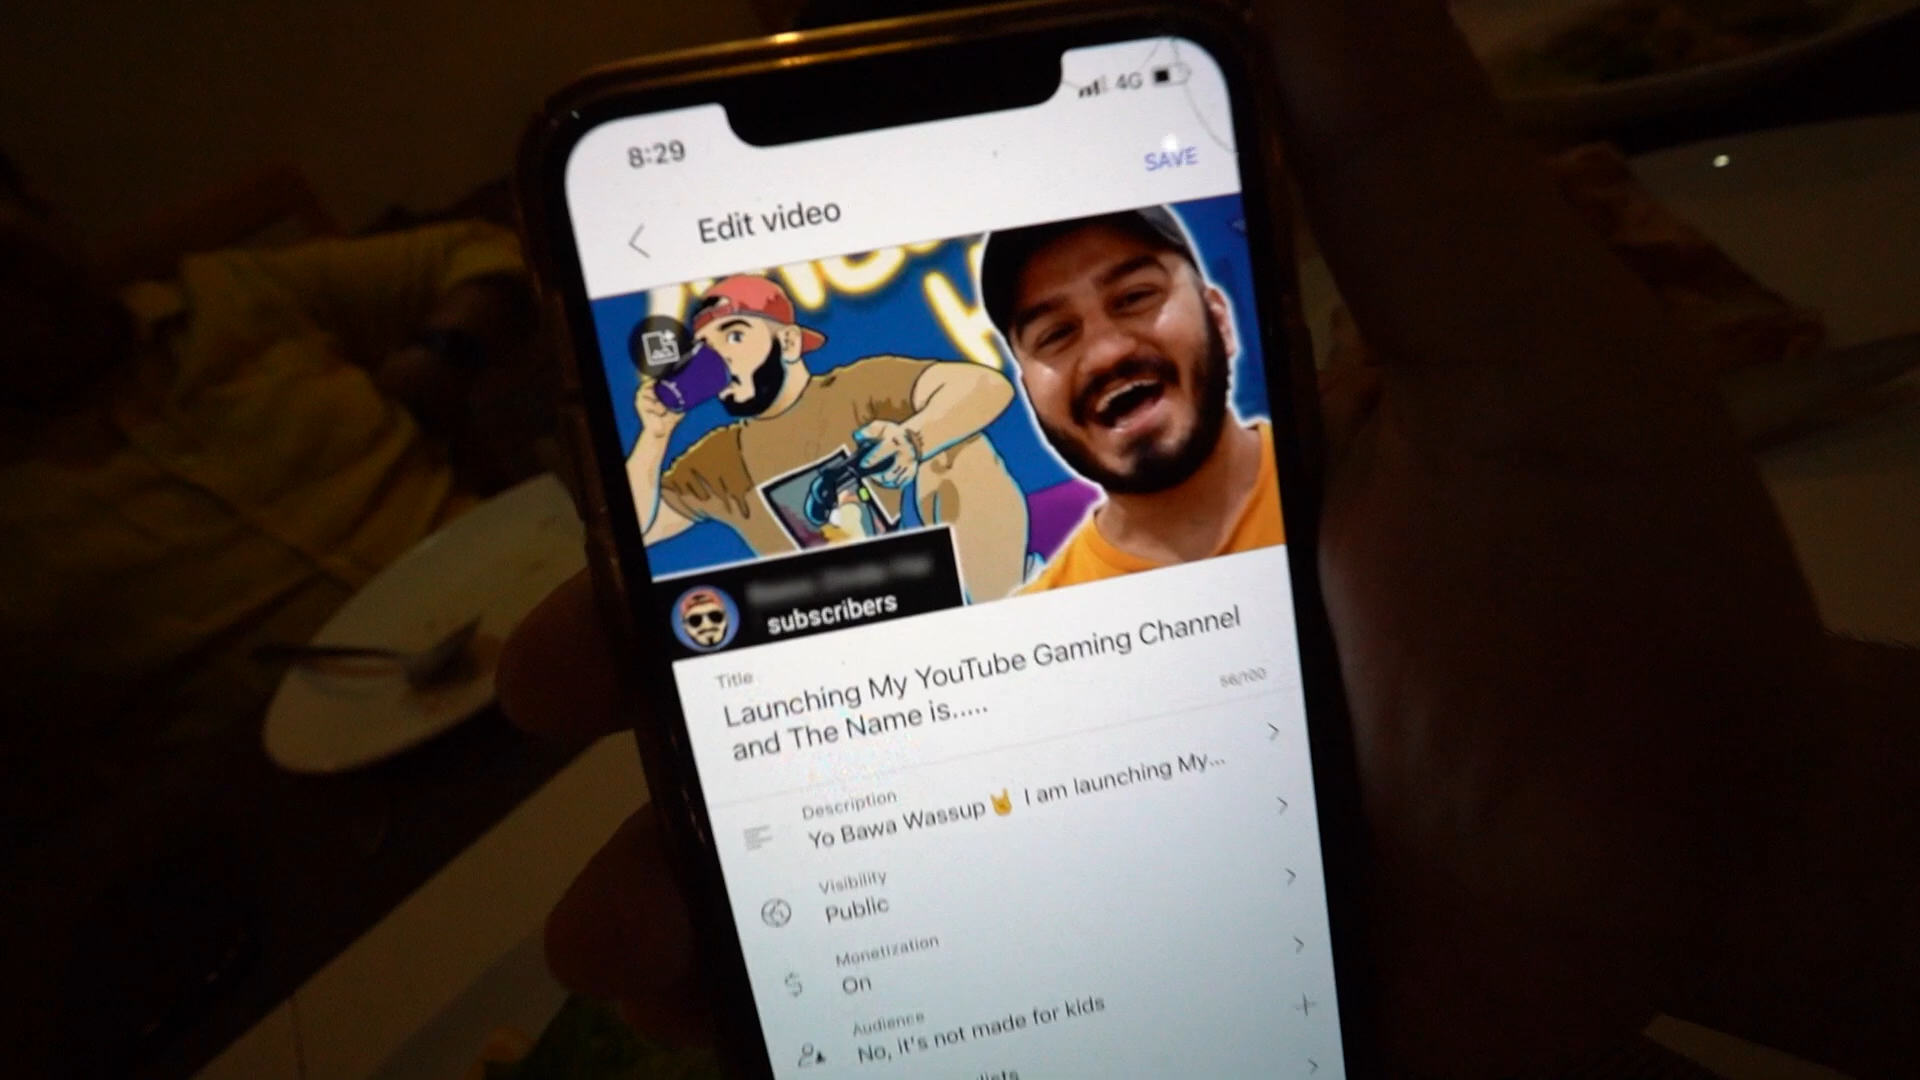 8:29
4G
SAVE
Edit video
subscribers
Title
Launching My YouTube Gaming Channel
and The Name is.....
56/100
Description
Yo Bawa Wassup🤘 I am launching My...
Visibility
Public
Monetization
On
Audience
No, it's not made for kids